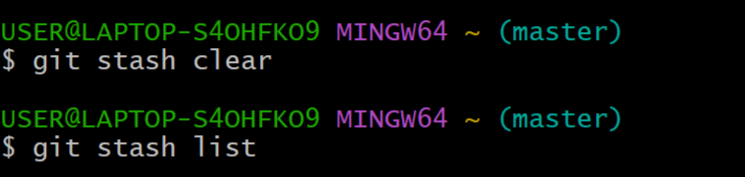 USER@LAPTOP-S4OHFKO9 MINGW64 ~ (master)
$ git stash clear
USER@LAPTOP-S4OHFKO9 MINGW64 ~ (master)
$ git stash list